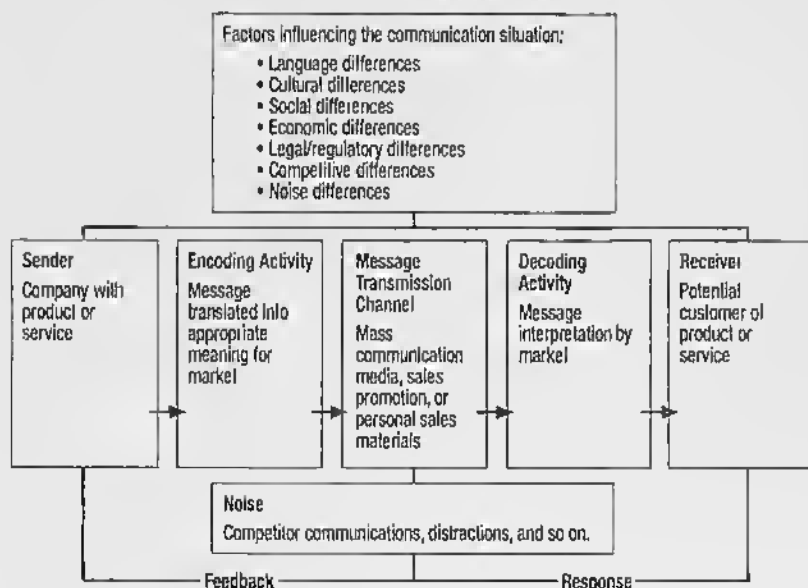 Factors influencing the communication situation:
• Language differences
• Cultural differences
• Social differences
• Economic differences
• Legal/regulatory differences
• Competitive differences
• Noise differences
Sender
Company with
product or
service
Encoding Activity
Message
translated into
appropriate
meaning for
market
Message
Transmission
Channel
Mass
communication
media, sales
promotion, or
personal sales
materials
Decoding
Activity
Message
interpretation by
market
Receiver
Potential
customer of
product or
service
Noise
Competitor communications, distractions, and so on.
Feedback
Response